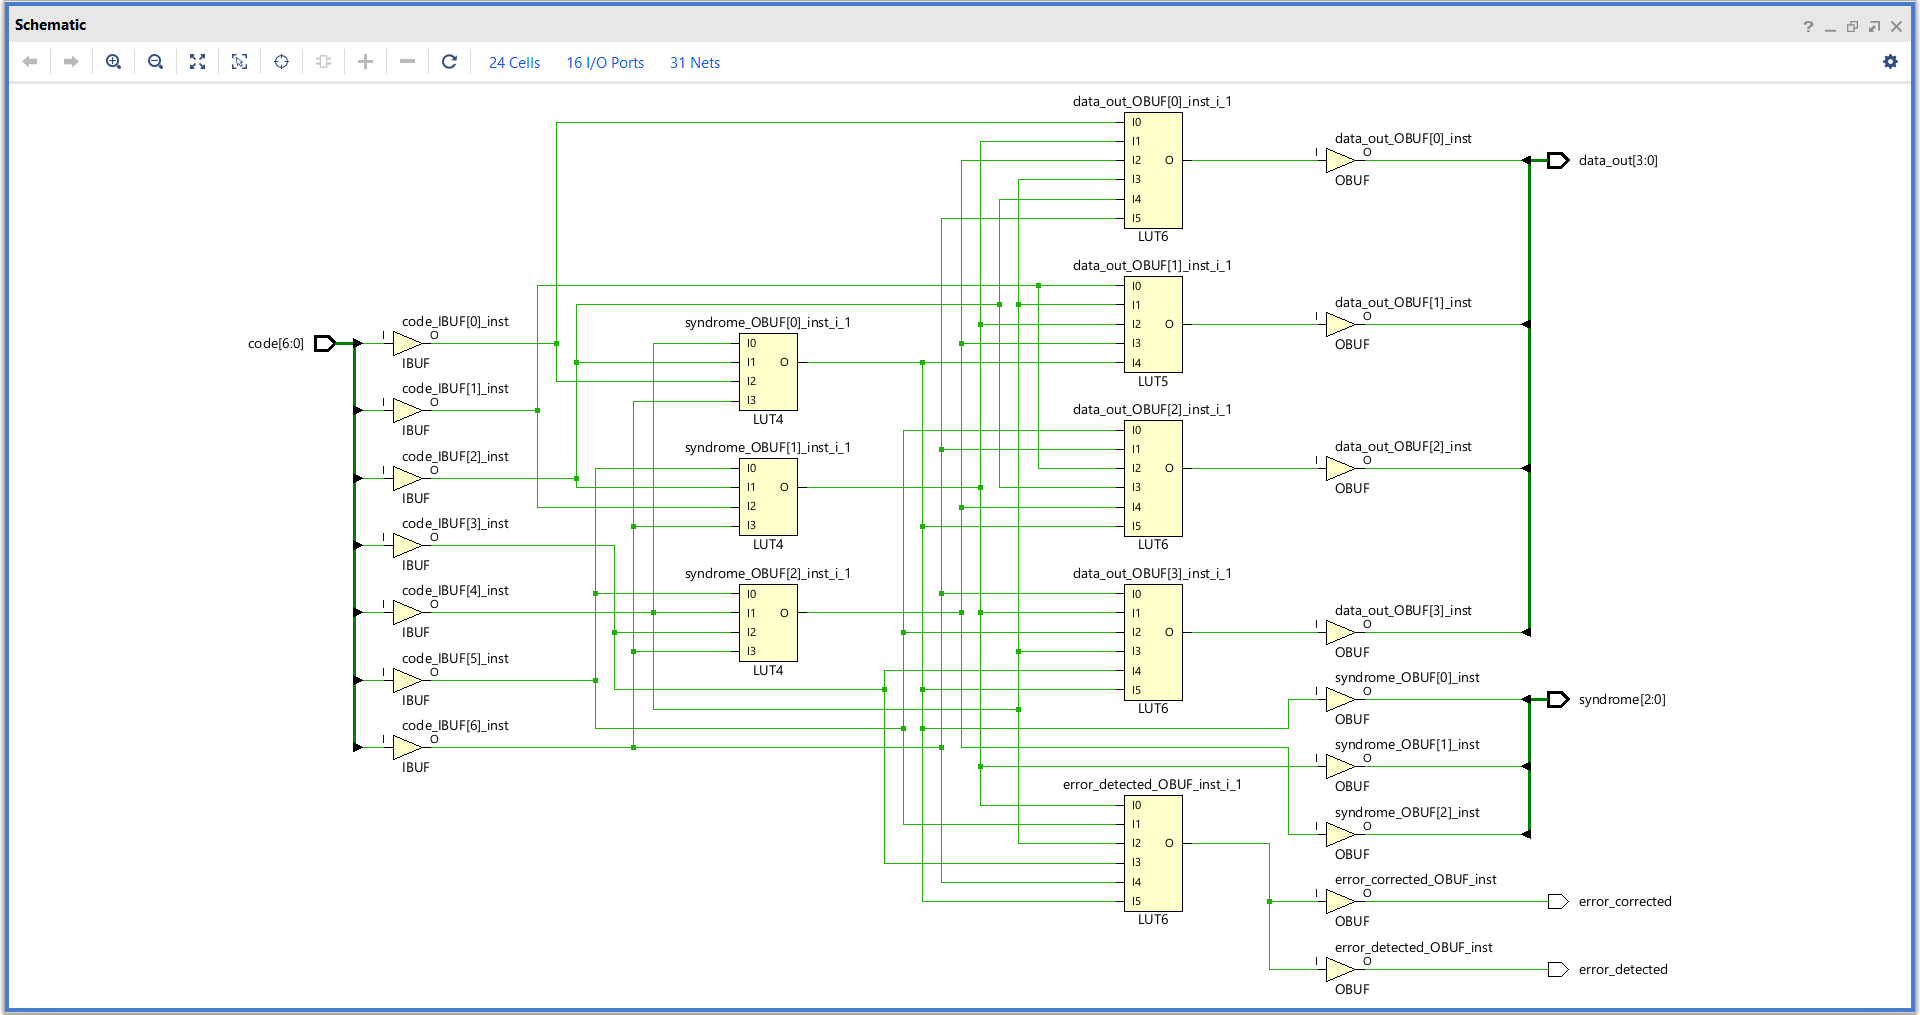 Schematic
?
24 Cells 16 I/O Ports 31 Nets
data_out_OBUF[0]_inst_i_1
I0
I1
I2 O
I3
I4
I5
LUT6
data_out_OBUF[0]_inst
I O
OBUF
data_out[3:0]
data_out_OBUF[1]_inst_i_1
I0
I1
I2 O
I3
I4
LUT5
data_out_OBUF[1]_inst
I O
OBUF
code[6:0]
code_IBUF[0]_inst
I O
IBUF
code_IBUF[1]_inst
I O
IBUF
code_IBUF[2]_inst
I O
IBUF
code_IBUF[3]_inst
I O
IBUF
code_IBUF[4]_inst
I O
IBUF
code_IBUF[5]_inst
I O
IBUF
code_IBUF[6]_inst
I O
IBUF
syndrome_OBUF[0]_inst_i_1
I0
I1 O
I2
I3
LUT4
syndrome_OBUF[1]_inst_i_1
I0
I1 O
I2
I3
LUT4
syndrome_OBUF[2]_inst_i_1
I0
I1 O
I2
I3
LUT4
data_out_OBUF[2]_inst_i_1
I0
I1
I2 O
I3
I4
I5
LUT6
data_out_OBUF[2]_inst
I O
OBUF
data_out_OBUF[3]_inst_i_1
I0
I1
I2 O
I3
I4
I5
LUT6
data_out_OBUF[3]_inst
I O
OBUF
syndrome_OBUF[0]_inst
I O
OBUF
syndrome[2:0]
syndrome_OBUF[1]_inst
I O
OBUF
syndrome_OBUF[2]_inst
I O
OBUF
error_detected_OBUF_inst_i_1
I0
I1
I2 O
I3
I4
I5
LUT6
error_corrected_OBUF_inst
I O
OBUF
error_corrected
error_detected_OBUF_inst
I O
OBUF
error_detected